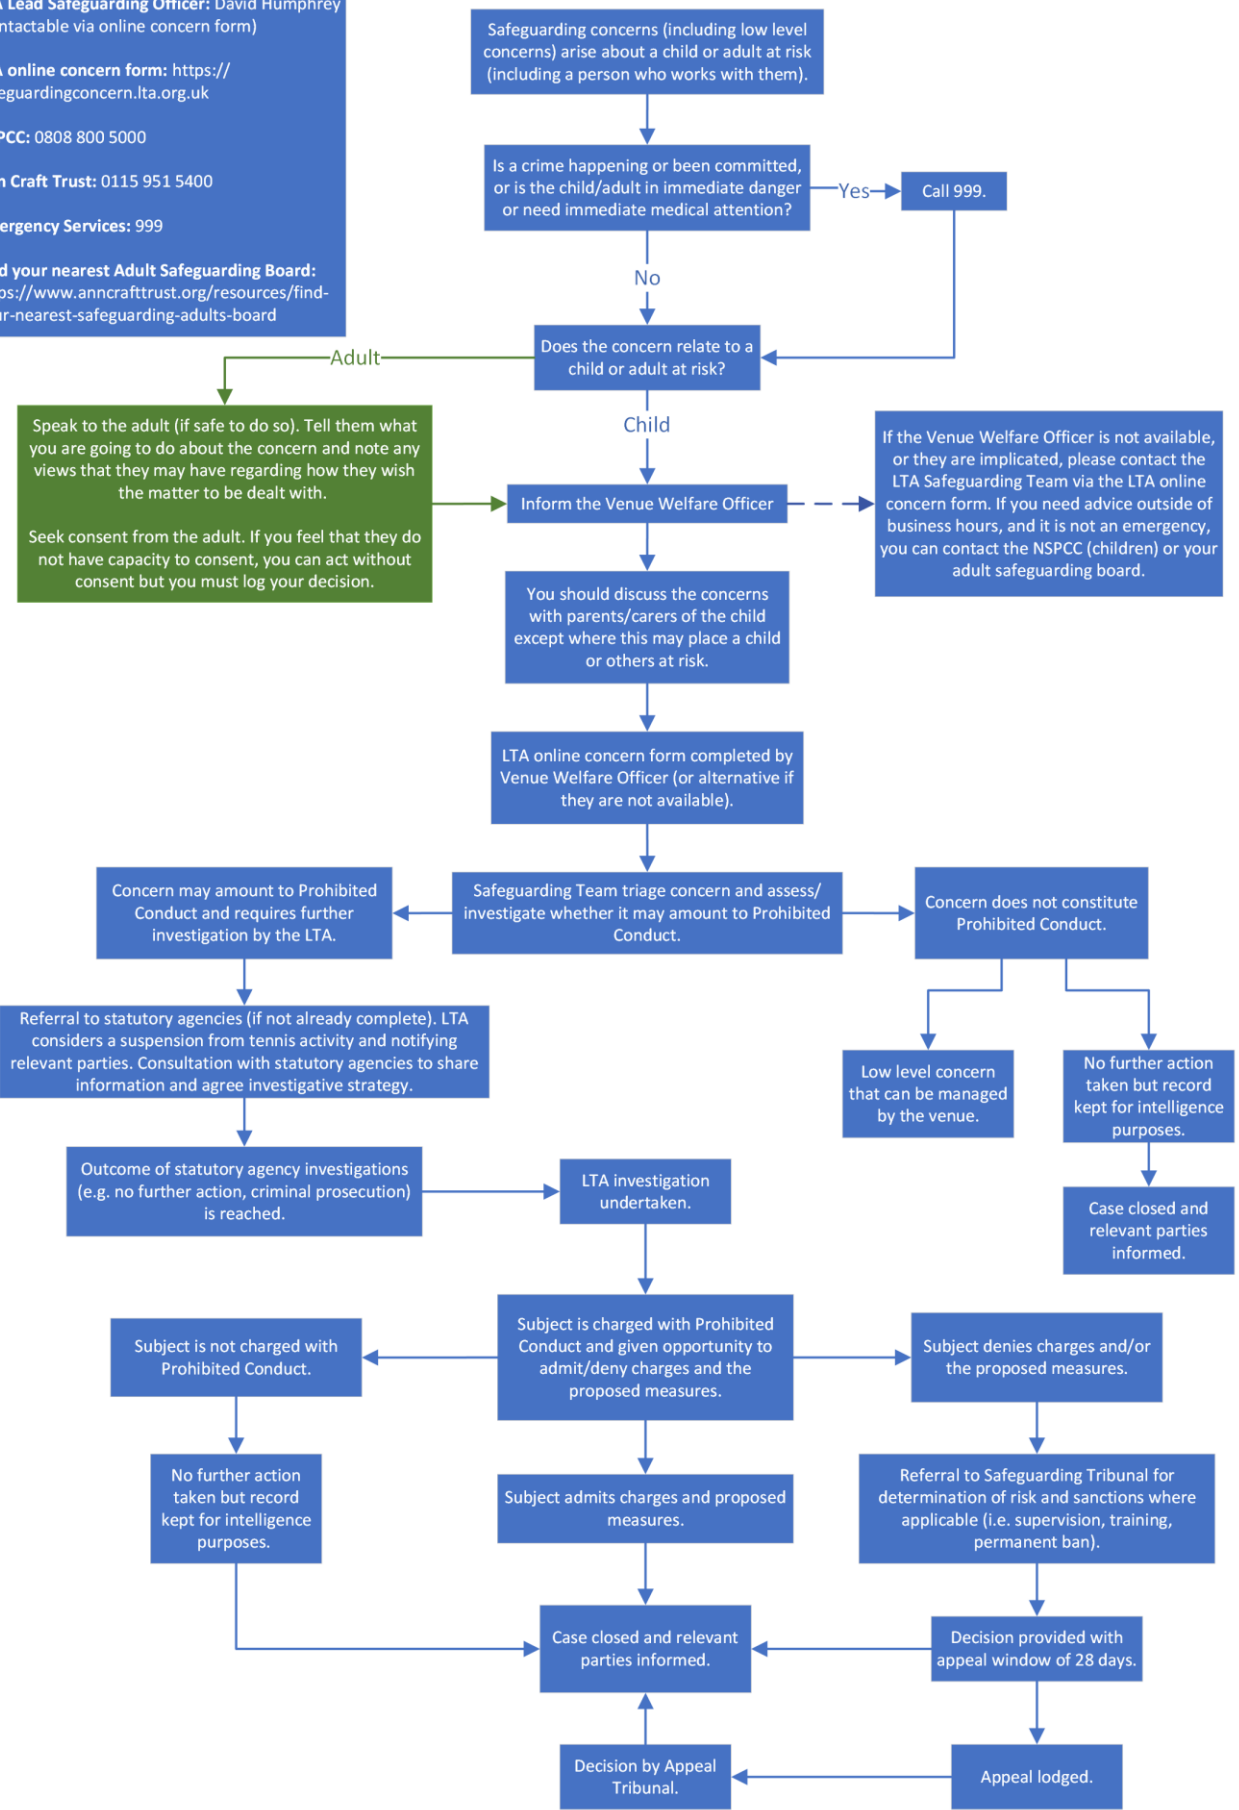 Lead Safeguarding Officer: David Humphrey
contactable via online concern form)
online concern form: https://
safeguardingconcern.lta.org.uk
NSPCC: 0808 800 5000
Ann Craft Trust: 0115 951 5400
Emergency Services: 999
Find your nearest Adult Safeguarding Board:
https://www.anncrafttrust.org/resources/find-
your-nearest-safeguarding-adults-board
Safeguarding concerns (including low level
concerns) arise about a child or adult at risk
(including a person who works with them).
Is a crime happening or been committed,
or is the child/adult in immediate danger
or need immediate medical attention?
Yes
Call 999.
No
Does the concern relate to a
child or adult at risk?
Adult
Child
Speak to the adult (if safe to do so). Tell them what
you are going to do about the concern and note any
views that they may have regarding how they wish
the matter to be dealt with.
Seek consent from the adult. If you feel that they do
not have capacity to consent, you can act without
consent but you must log your decision.
Inform the Venue Welfare Officer
If the Venue Welfare Officer is not available,
or they are implicated, please contact the
LTA Safeguarding Team via the LTA online
concern form. If you need advice outside of
business hours, and it is not an emergency,
you can contact the NSPCC (children) or your
adult safeguarding board.
You should discuss the concerns
with parents/carers of the child
except where this may place a child
or others at risk.
LTA online concern form completed by
Venue Welfare Officer (or alternative if
they are not available).
Concern may amount to Prohibited
Conduct and requires further
investigation by the LTA.
Safeguarding Team triage concern and assess/
investigate whether it may amount to Prohibited
Conduct.
Concern does not constitute
Prohibited Conduct.
Referral to statutory agencies (if not already complete). LTA
considers a suspension from tennis activity and notifying
relevant parties. Consultation with statutory agencies to share
information and agree investigative strategy.
Low level concern
that can be managed
by the venue.
No further action
taken but record
kept for intelligence
purposes.
Outcome of statutory agency investigations
(e.g. no further action, criminal prosecution)
is reached.
LTA investigation
undertaken.
Case closed and
relevant parties
informed.
Subject is not charged with
Prohibited Conduct.
Subject is charged with Prohibited
Conduct and given opportunity to
admit/deny charges and the
proposed measures.
Subject denies charges and/or
the proposed measures.
No further action
taken but record
kept for intelligence
purposes.
Subject admits charges and proposed
measures.
Referral to Safeguarding Tribunal for
determination of risk and sanctions where
applicable (i.e. supervision, training,
permanent ban).
Case closed and relevant
parties informed.
Decision provided with
appeal window of 28 days.
Decision by Appeal
Tribunal.
Appeal lodged.